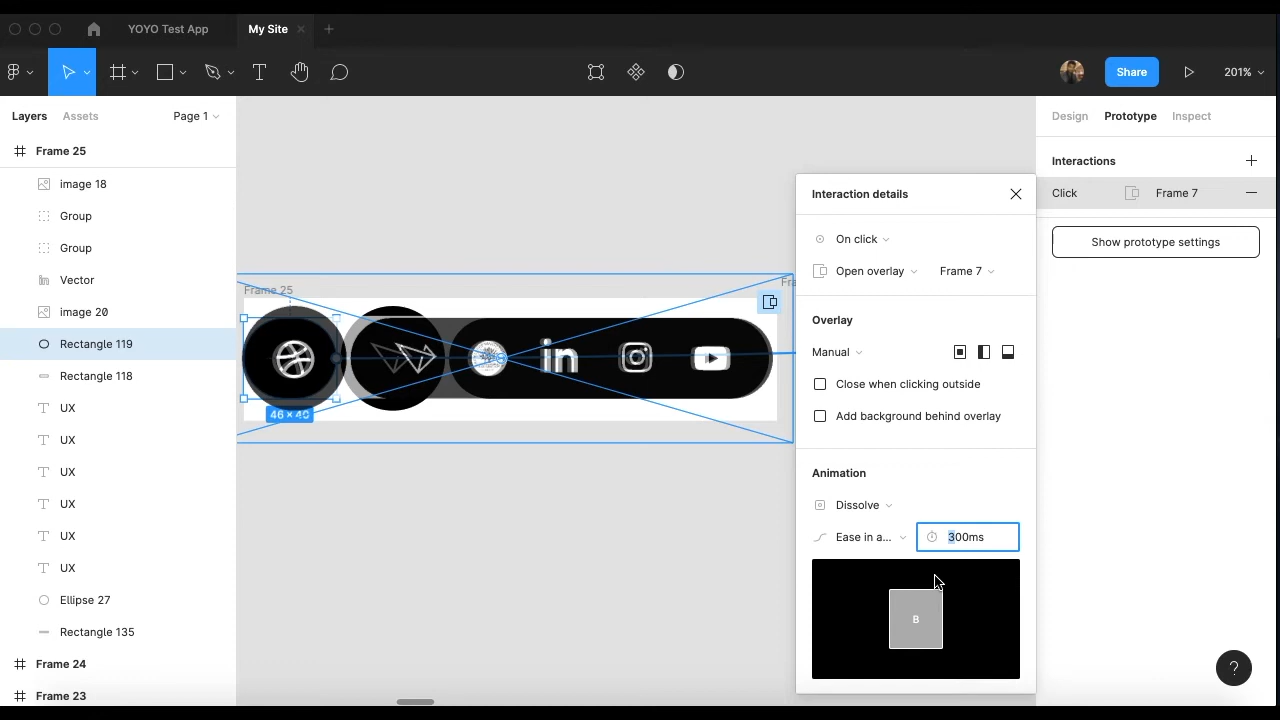 YOYO Test App
My Site
Share
201%
Layers
Assets
Page 1
Design
Prototype
Inspect
Frame 25
image 18
Group
Group
Vector
image 20
Rectangle 119
Rectangle 118
UX
UX
UX
UX
UX
UX
Ellipse 27
Rectangle 135
Frame 24
Frame 23
Frame 25
Fra
in
46 × 40
Interaction details
On click
Open overlay
Frame 7
Overlay
Manual
Close when clicking outside
Add background behind overlay
Animation
Dissolve
Ease in a...
300ms
B
Interactions
Click
Frame 7
Show prototype settings
?